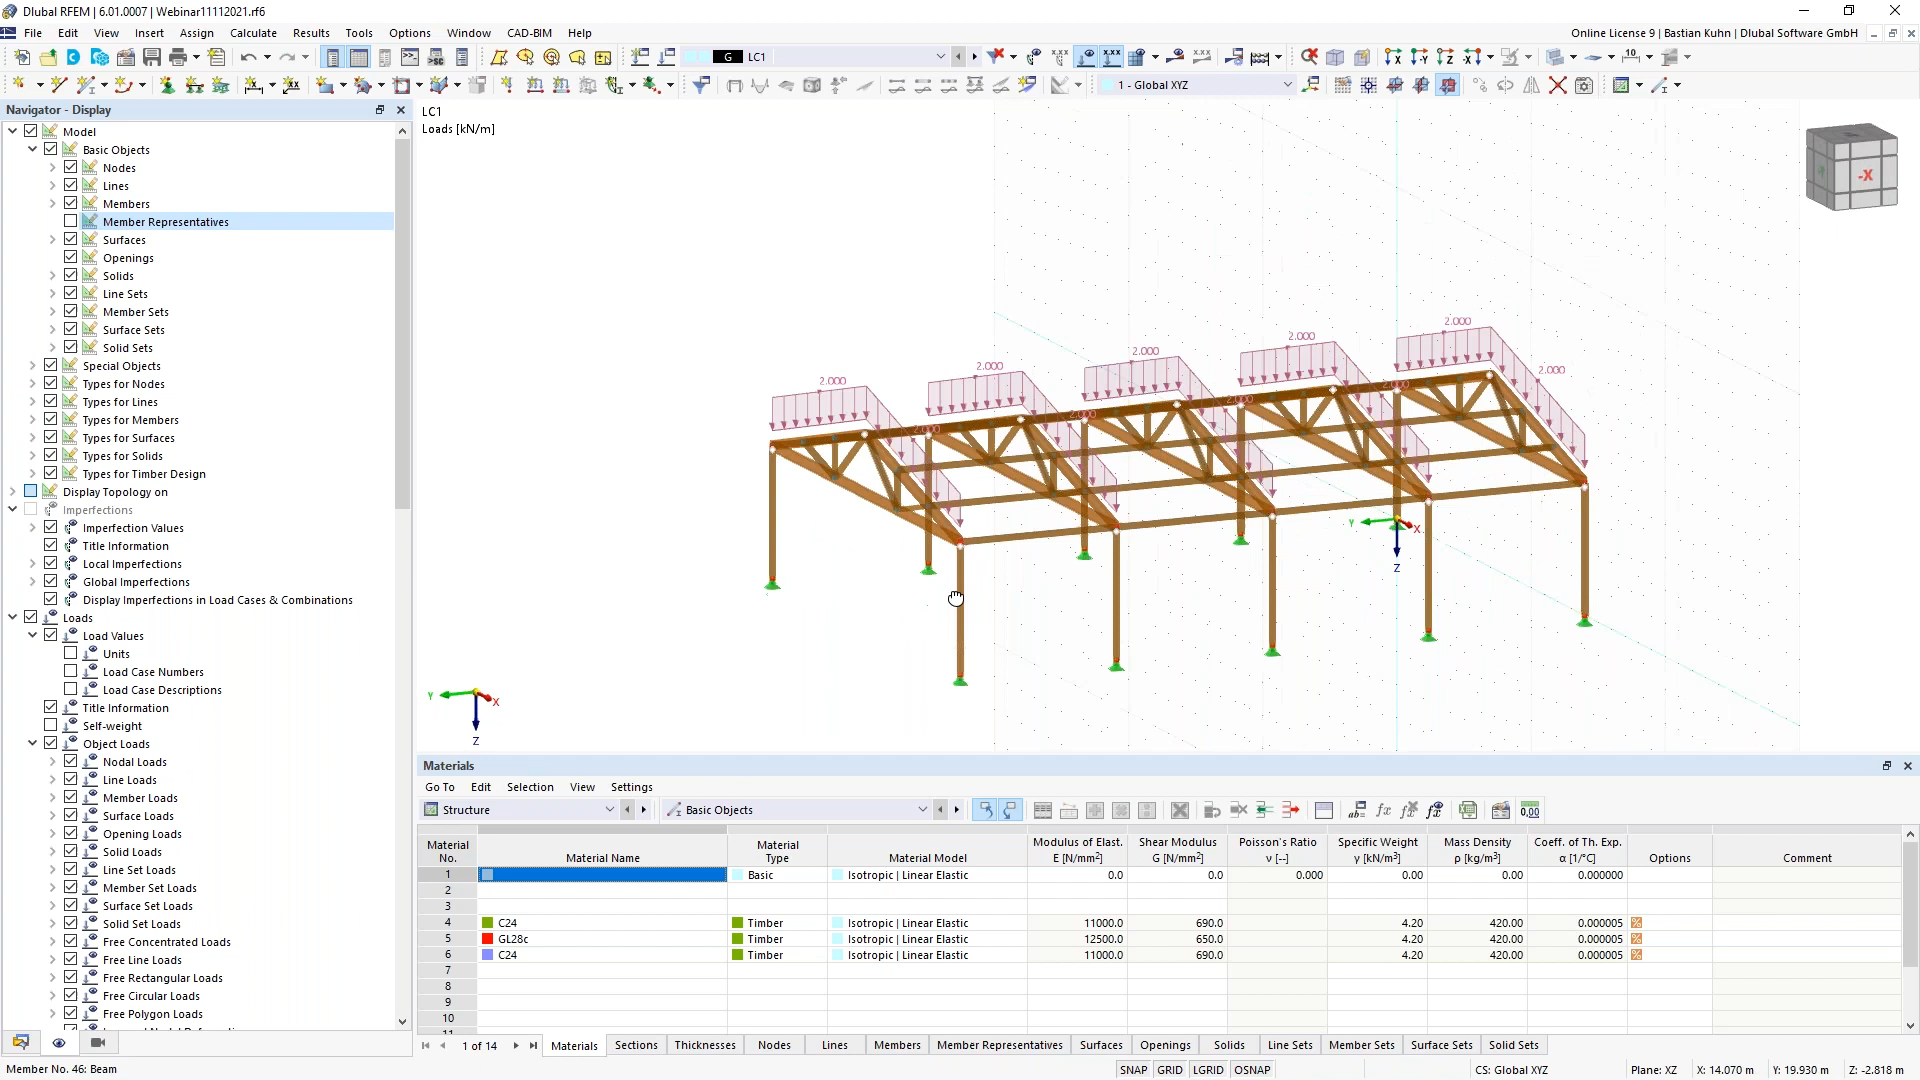 Dlubal RFEM | 6.01.0007 | Webinar11112021.rf6
File Edit View Insert Assign Calculate Results Tools Options Window CAD-BIM Help
Online License 9 | Bastian Kuhn | Dlubal Software GmbH
G LC1
1 - Global XYZ
Navigator - Display
Model
Basic Objects
Nodes
Lines
Members
Member Representatives
Surfaces
Openings
Solids
Line Sets
Member Sets
Surface Sets
Solid Sets
Special Objects
Types for Nodes
Types for Lines
Types for Members
Types for Surfaces
Types for Solids
Types for Timber Design
Display Topology on
Imperfections
Imperfection Values
Title Information
Local Imperfections
Global Imperfections
Display Imperfections in Load Cases & Combinations
Loads
Load Values
Units
Load Case Numbers
Load Case Descriptions
Title Information
Self-weight
Object Loads
Nodal Loads
Line Loads
Member Loads
Surface Loads
Opening Loads
Solid Loads
Line Set Loads
Member Set Loads
Surface Set Loads
Solid Set Loads
Free Concentrated Loads
Free Line Loads
Free Rectangular Loads
Free Circular Loads
Free Polygon Loads
LC1
Loads [kN/m]
-X
2.000
2.000
2.000
2.000
2.000
2.000
2.000
2.000
2.000
2.000
Y X
Z
Y X
Z
Materials
Go To Edit Selection View Settings
Structure Basic Objects
Material No. Material Name Material Type Material Model Modulus of Elast. E [N/mm²] Shear Modulus G [N/mm²] Poisson's Ratio ν [--] Specific Weight γ [kN/m³] Mass Density ρ [kg/m³] Coeff. of Th. Exp. α [1/°C] Options Comment
1 Basic Isotropic | Linear Elastic 0.0 0.0 0.000 0.00 0.00 0.000000
2
3
4 C24 Timber Isotropic | Linear Elastic 11000.0 690.0 4.20 420.00 0.000005
5 GL28c Timber Isotropic | Linear Elastic 12500.0 650.0 4.20 420.00 0.000005
6 C24 Timber Isotropic | Linear Elastic 11000.0 690.0 4.20 420.00 0.000005
7
8
9
10
11
1 of 14 Materials Sections Thicknesses Nodes Lines Members Member Representatives Surfaces Openings Solids Line Sets Member Sets Surface Sets Solid Sets
Member No. 46: Beam
SNAP GRID LGRID OSNAP
CS: Global XYZ
Plane: XZ X: 14.070 m Y: 19.930 m Z: -2.818 m